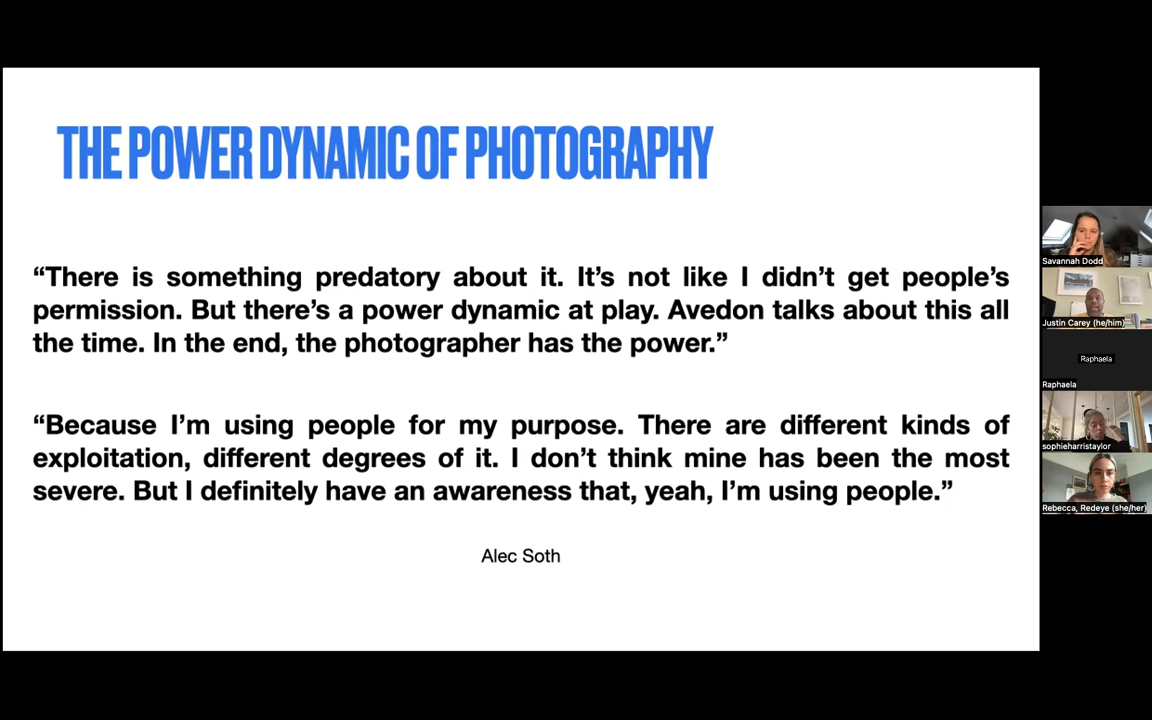 THE POWER DYNAMIC OF PHOTOGRAPHY
“There is something predatory about it. It’s not like I didn’t get people’s
permission. But there’s a power dynamic at play. Avedon talks about this all
the time. In the end, the photographer has the power.”
“Because I’m using people for my purpose. There are different kinds of
exploitation, different degrees of it. I don’t think mine has been the most
severe. But I definitely have an awareness that, yeah, I’m using people.”
Alec Soth
Savannah Dodd
Justin Carey (he/him)
Raphaela
Raphaela
sophieharristaylor
Rebecca, Redeye (she/her)